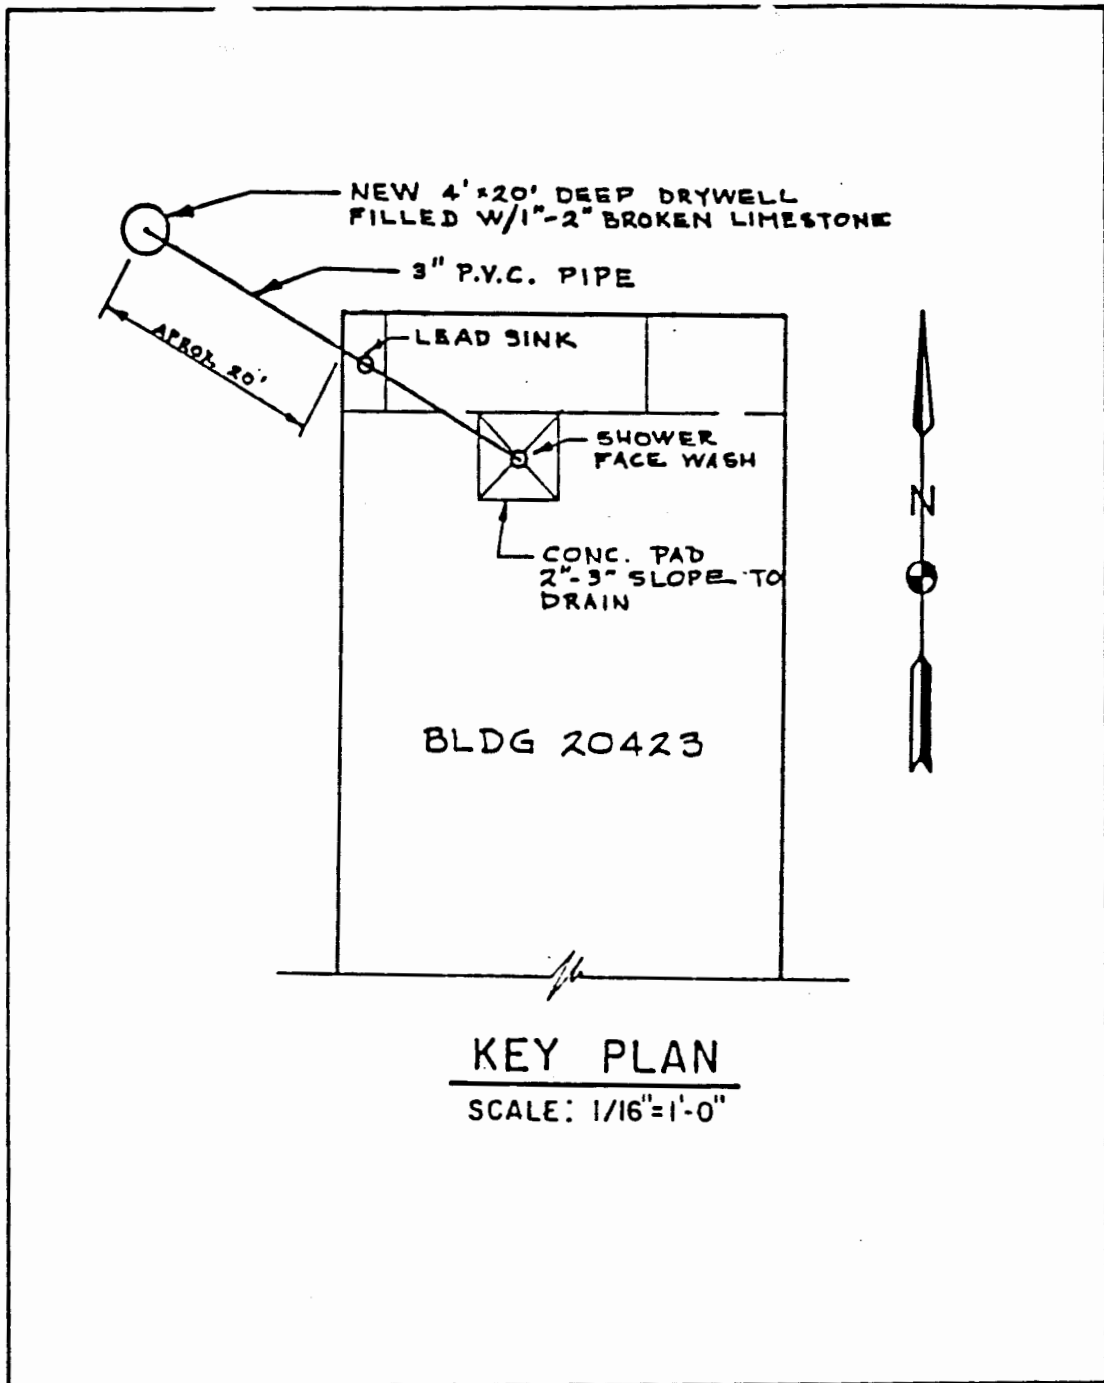 NEW 4'x20' DEEP DRYWELL
FILLED W/1"-2" BROKEN LIMESTONE
3" P.V.C. PIPE
APROX 20'
LEAD SINK
SHOWER
FACE WASH
N
CONC. PAD
2"-3" SLOPE TO
DRAIN
BLDG 20423
KEY PLAN
SCALE: 1/16"=1'-0"